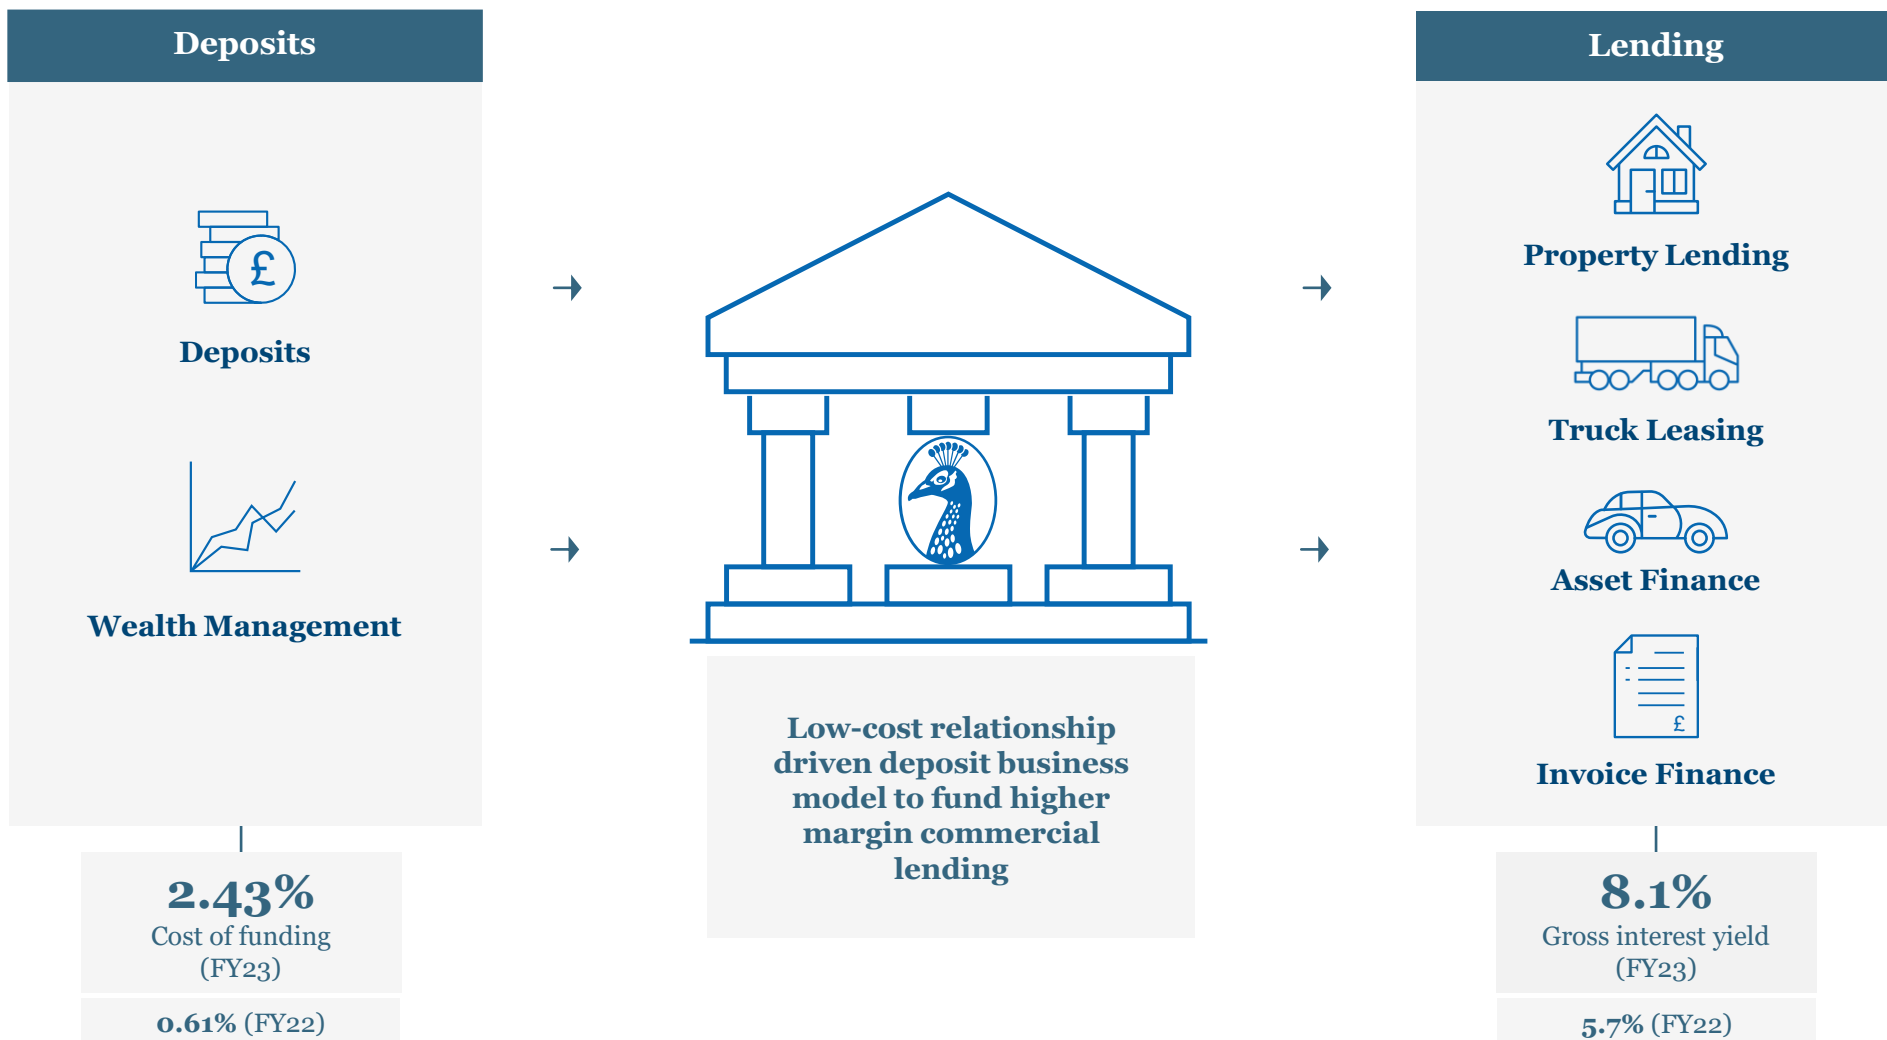 Deposits
£
Deposits
Wealth Management
2.43%
Cost of funding
(FY23)
0.61% (FY22)
Low-cost relationship
driven deposit business
model to fund higher
margin commercial
lending
Lending
Property Lending
Truck Leasing
Asset Finance
£
Invoice Finance
8.1%
Gross interest yield
(FY23)
5.7% (FY22)